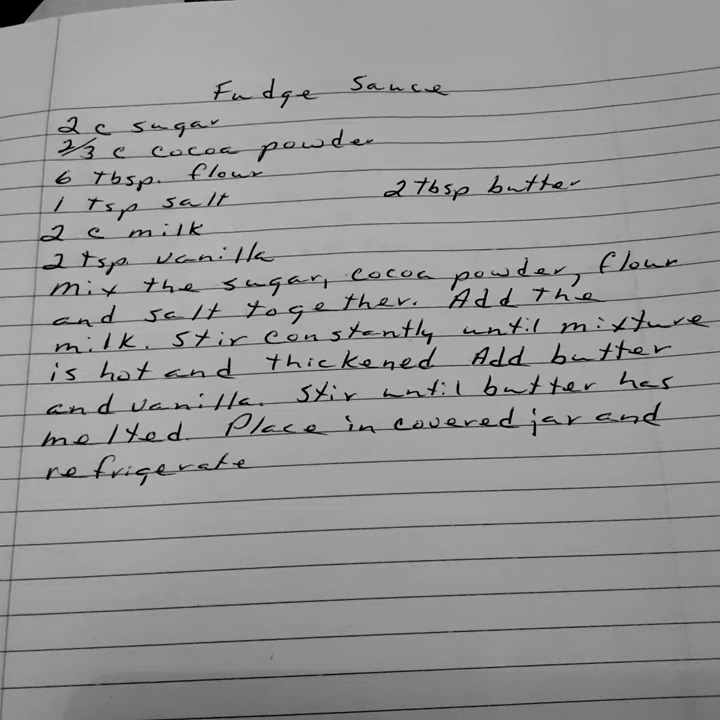 Fudge Sauce
2 c sugar
2/3 c cocoa powder
6 tbsp. flour
2 tbsp butter
1 tsp salt
2 c milk
2 tsp. vanilla
mix the sugar, cocoa powder, flour
and salt together. Add the
milk. Stir constantly until mixture
is hot and thickened Add butter
and vanilla. Stir until butter has
melted. Place in covered jar and
refrigerate